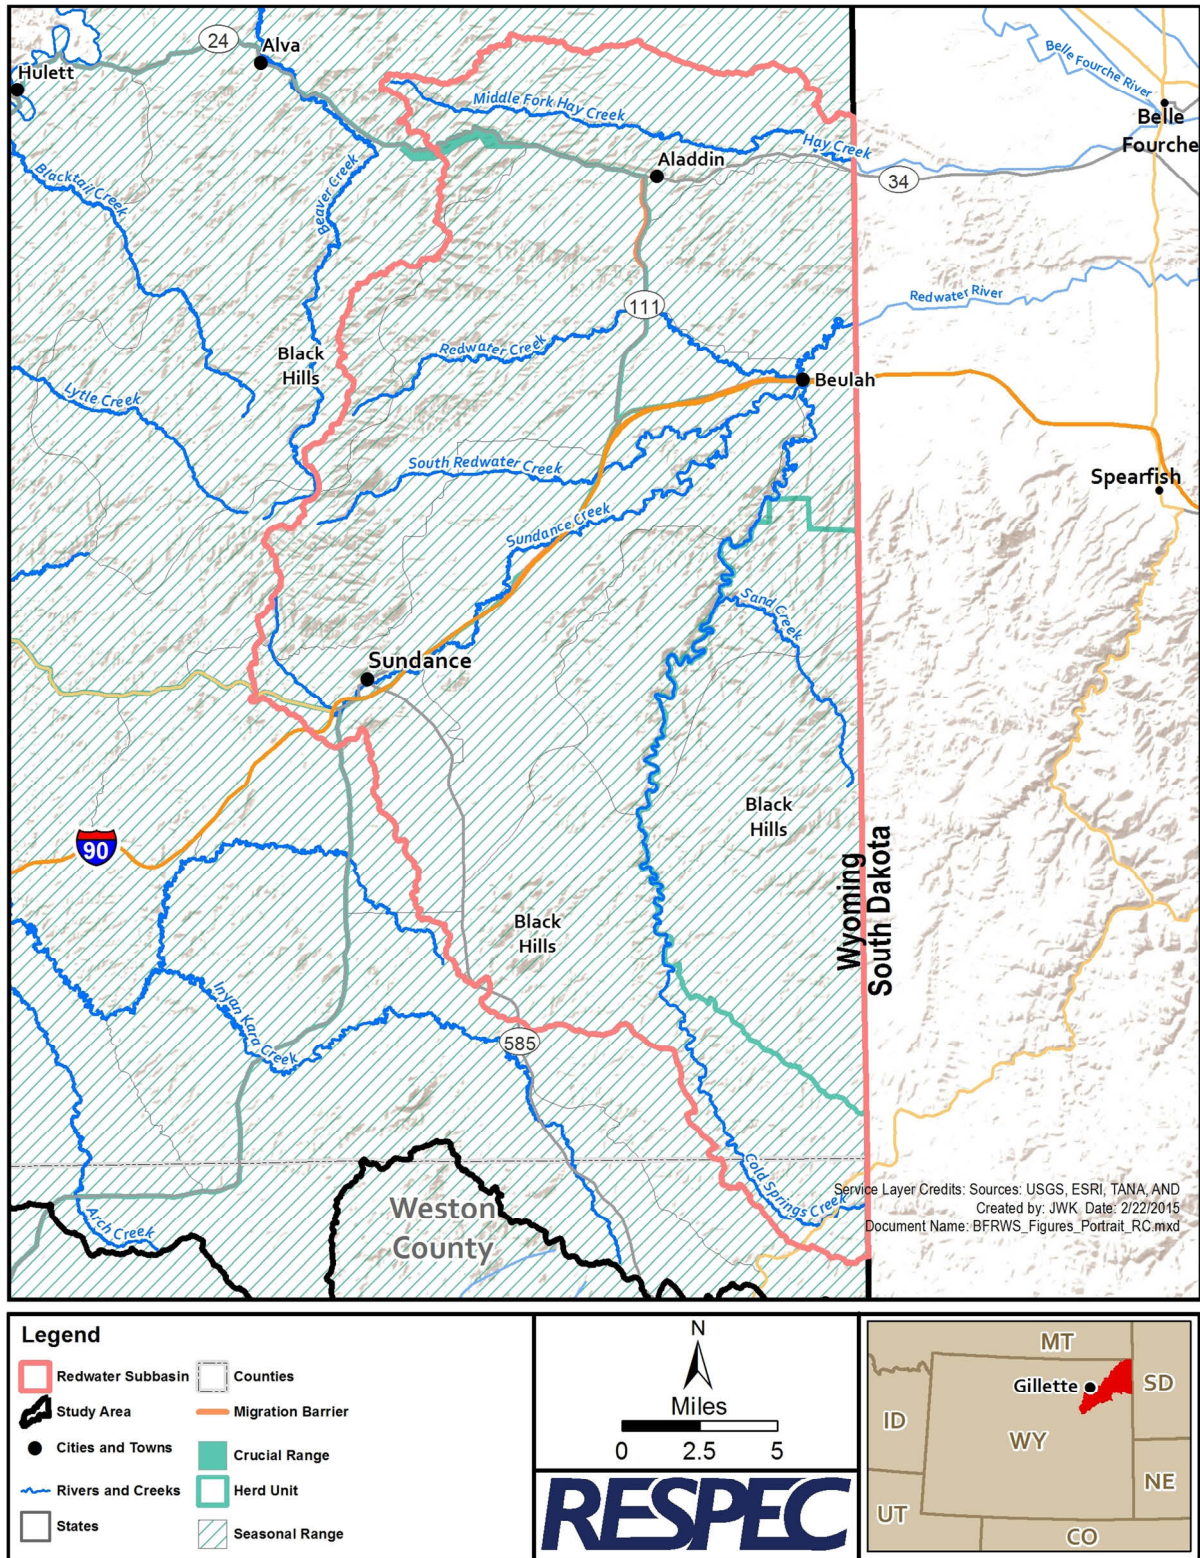 24
Alva
Hulett
Belle Fourche River
Belle
Fourche
Middle Fork Hay Creek
Hay Creek
Aladdin
34
Blacktail Creek
Beaver Creek
Redwater River
111
Black
Hills
Redwater Creek
Beulah
Lytle Creek
South Redwater Creek
Spearfish
Sundance Creek
Sand Creek
Sundance
Black
Hills
90
Wyoming
South Dakota
Black
Hills
Inyan Kara Creek
585
Cold Springs Creek
Weston
County
Arch Creek
Service Layer Credits: Sources: USGS, ESRI, TANA, AND
Created by: JWK Date: 2/22/2015
Document Name: BFRWS_Figures_Portrait_RC.mxd
Legend
Redwater Subbasin
Study Area
Cities and Towns
Rivers and Creeks
States
Counties
Migration Barrier
Crucial Range
Herd Unit
Seasonal Range
N
Miles
0 2.5 5
RESPEC
MT
Gillette
SD
ID
WY
NE
UT
CO